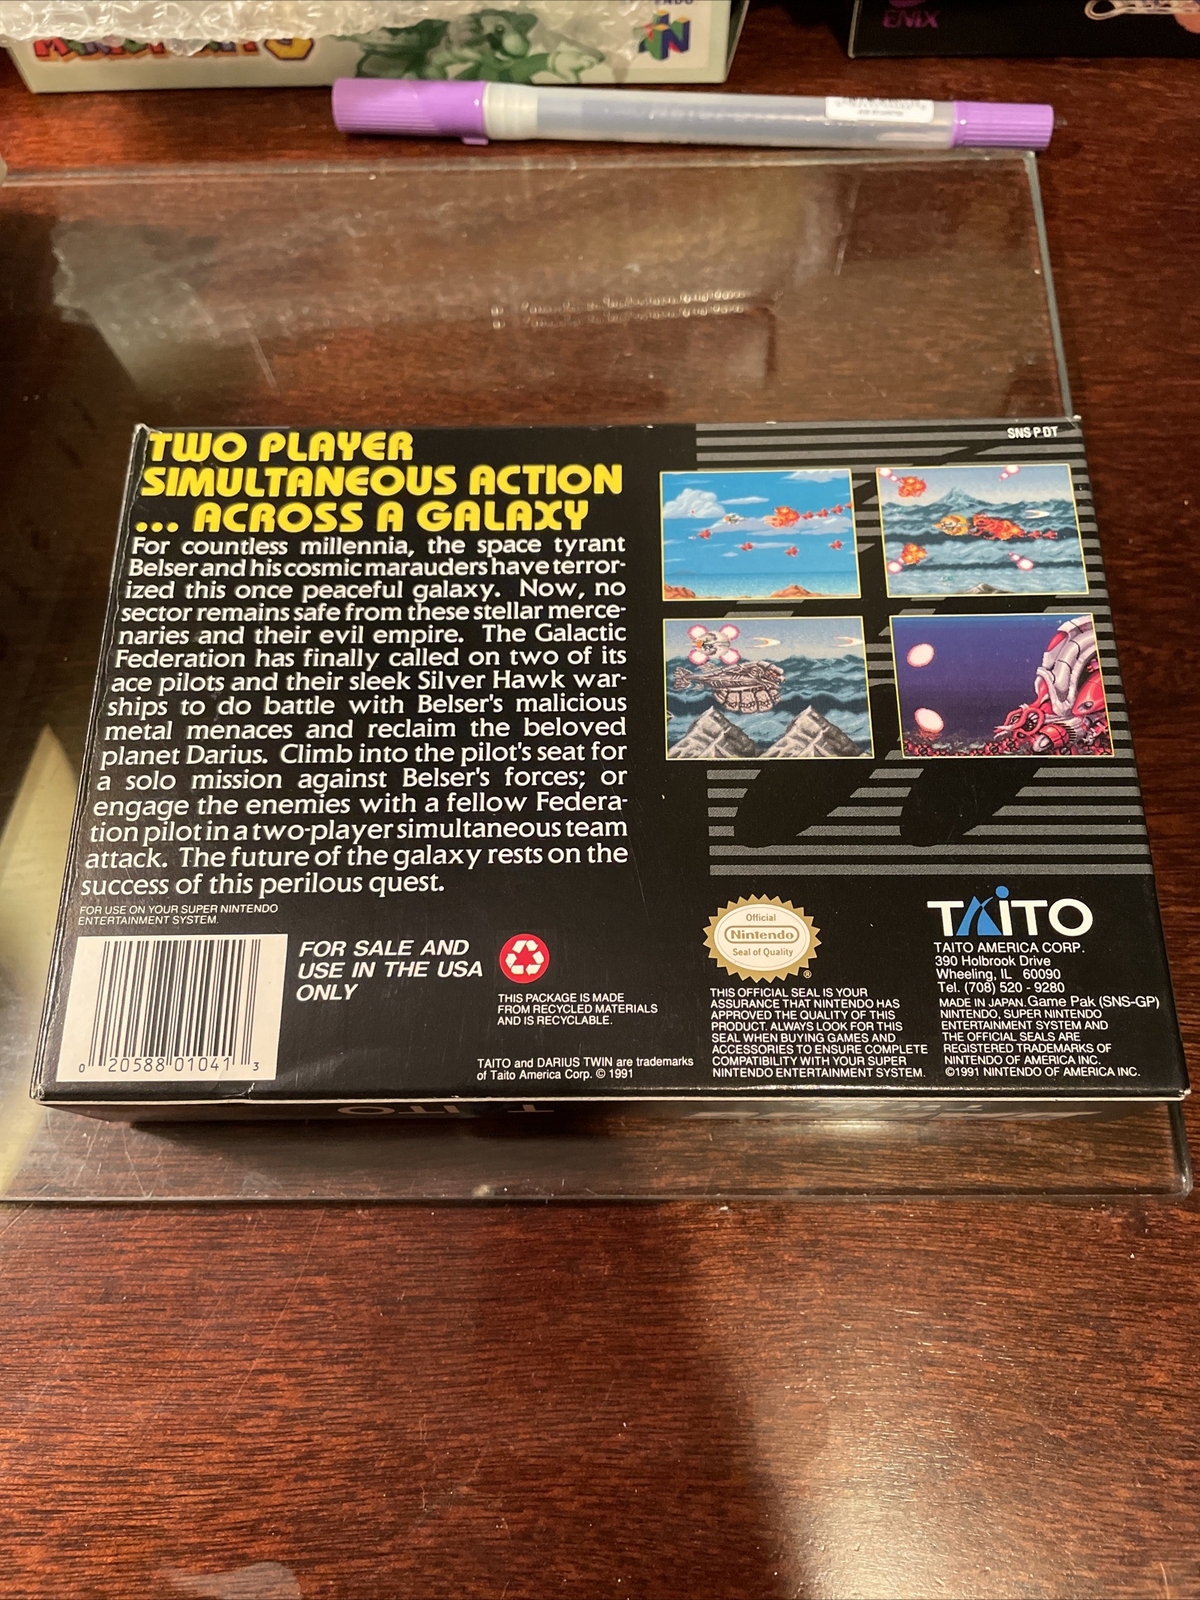 ENIX
TWO PLAYER
SIMULTANEOUS ACTION
... ACROSS A GALAXY
For countless millennia, the space tyrant
Belser and his cosmic marauders have terror-
ized this once peaceful galaxy. Now, no
sector remains safe from these stellar merce-
naries and their evil empire. The Galactic
Federation has finally called on two of its
ace pilots and their sleek Silver Hawk war-
ships to do battle with Belser's malicious
metal menaces and reclaim the beloved
planet Darius. Climb into the pilot's seat for
a solo mission against Belser's forces; or
engage the enemies with a fellow Federa-
tion pilot in a two-player simultaneous team
attack. The future of the galaxy rests on the
success of this perilous quest.
FOR USE ON YOUR SUPER NINTENDO
ENTERTAINMENT SYSTEM.
0 20588 01041 3
FOR SALE AND
USE IN THE USA
ONLY
THIS PACKAGE IS MADE
FROM RECYCLED MATERIALS
AND IS RECYCLABLE.
TAITO and DARIUS TWIN are trademarks
of Taito America Corp. © 1991
SNS-P-DT
Official
Nintendo
Seal of Quality
®
THIS OFFICIAL SEAL IS YOUR
ASSURANCE THAT NINTENDO HAS
APPROVED THE QUALITY OF THIS
PRODUCT. ALWAYS LOOK FOR THIS
SEAL WHEN BUYING GAMES AND
ACCESSORIES TO ENSURE COMPLETE
COMPATIBILITY WITH YOUR SUPER
NINTENDO ENTERTAINMENT SYSTEM.
TAITO
TAITO AMERICA CORP.
390 Holbrook Drive
Wheeling, IL 60090
Tel. (708) 520 - 9280
MADE IN JAPAN. Game Pak (SNS-GP)
NINTENDO, SUPER NINTENDO
ENTERTAINMENT SYSTEM AND
THE OFFICIAL SEALS ARE
REGISTERED TRADEMARKS OF
NINTENDO OF AMERICA INC.
©1991 NINTENDO OF AMERICA INC.
TAITO